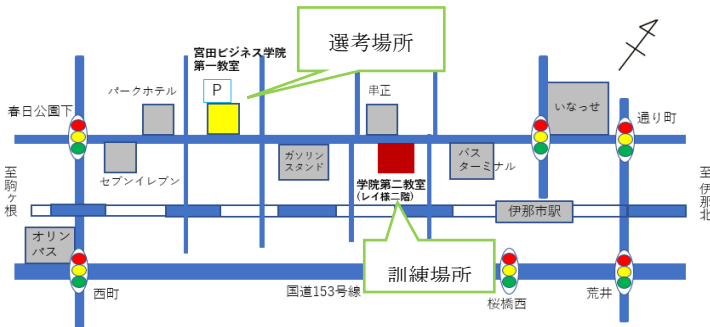 選考場所
宮田ビジネス学院
第一教室
P
パークホテル
串正
いなっせ
春日公園下
通り町
セブンイレブン
ガソリン
スタンド
バス
ターミナル
至駒ヶ根
至伊那北
学院第二教室
(レイ様二階)
伊那市駅
オリン
パス
訓練場所
西町
国道153号線
桜橋西
荒井